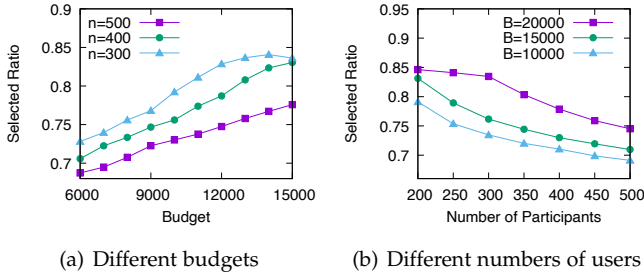 n=500
n=400
n=300
Selected Ratio
0.9
0.85
0.8
0.75
0.7
6000 9000 12000 15000
Budget
(a) Different budgets
B=20000
B=15000
B=10000
Selected Ratio
0.95
0.9
0.85
0.8
0.75
0.7
200 250 300 350 400 450 500
Number of Participants
(b) Different numbers of users